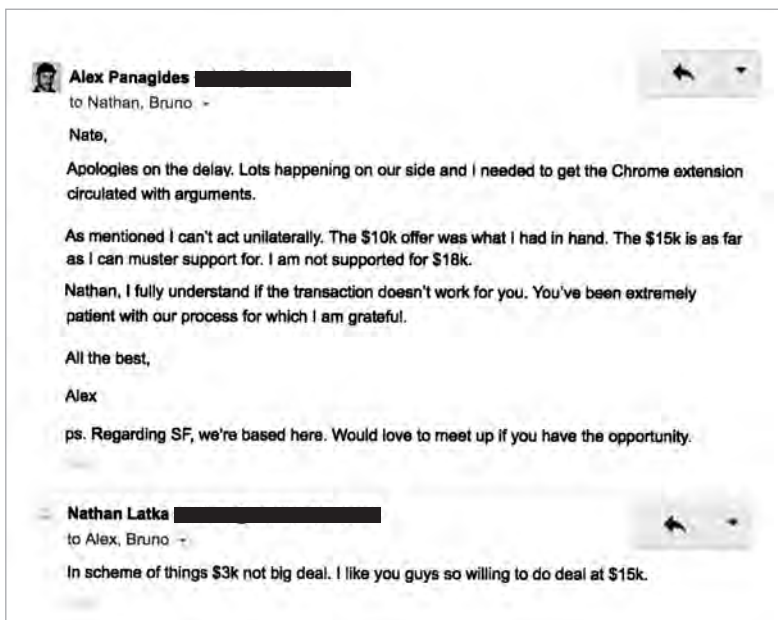 Alex Panagides
to Nathan, Bruno
Nate,
Apologies on the delay. Lots happening on our side and I needed to get the Chrome extension
circulated with arguments.
As mentioned I can't act unilaterally. The $10k offer was what I had in hand. The $15k is as far
as I can muster support for. I am not supported for $18k.
Nathan, I fully understand if the transaction doesn't work for you. You've been extremely
patient with our process for which I am grateful.
All the best,
Alex
ps. Regarding SF, we're based here. Would love to meet up if you have the opportunity.
Nathan Latka
to Alex, Bruno
In scheme of things $3k not big deal. I like you guys so willing to do deal at $15k.